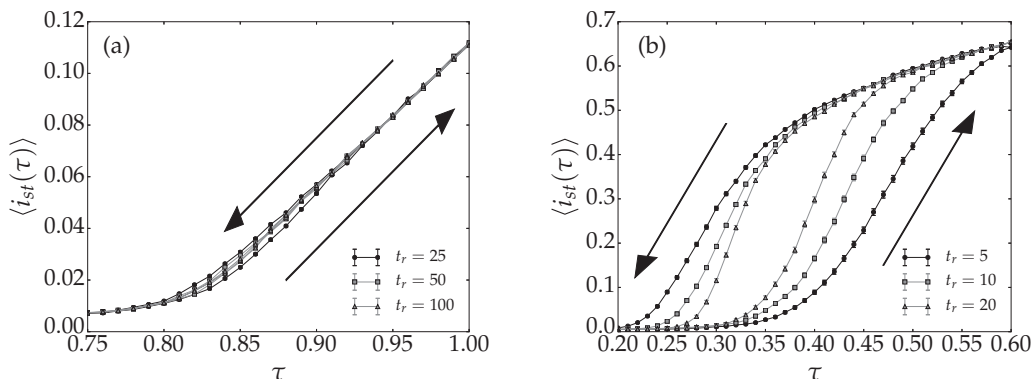 (a)
⟨i_st(τ)⟩
0.12
0.10
0.08
0.06
0.04
0.02
0.00
0.75 0.80 0.85 0.90 0.95 1.00
τ
t_r = 25
t_r = 50
t_r = 100
(b)
⟨i_st(τ)⟩
0.7
0.6
0.5
0.4
0.3
0.2
0.1
0.0
0.20 0.25 0.30 0.35 0.40 0.45 0.50 0.55 0.60
τ
t_r = 5
t_r = 10
t_r = 20